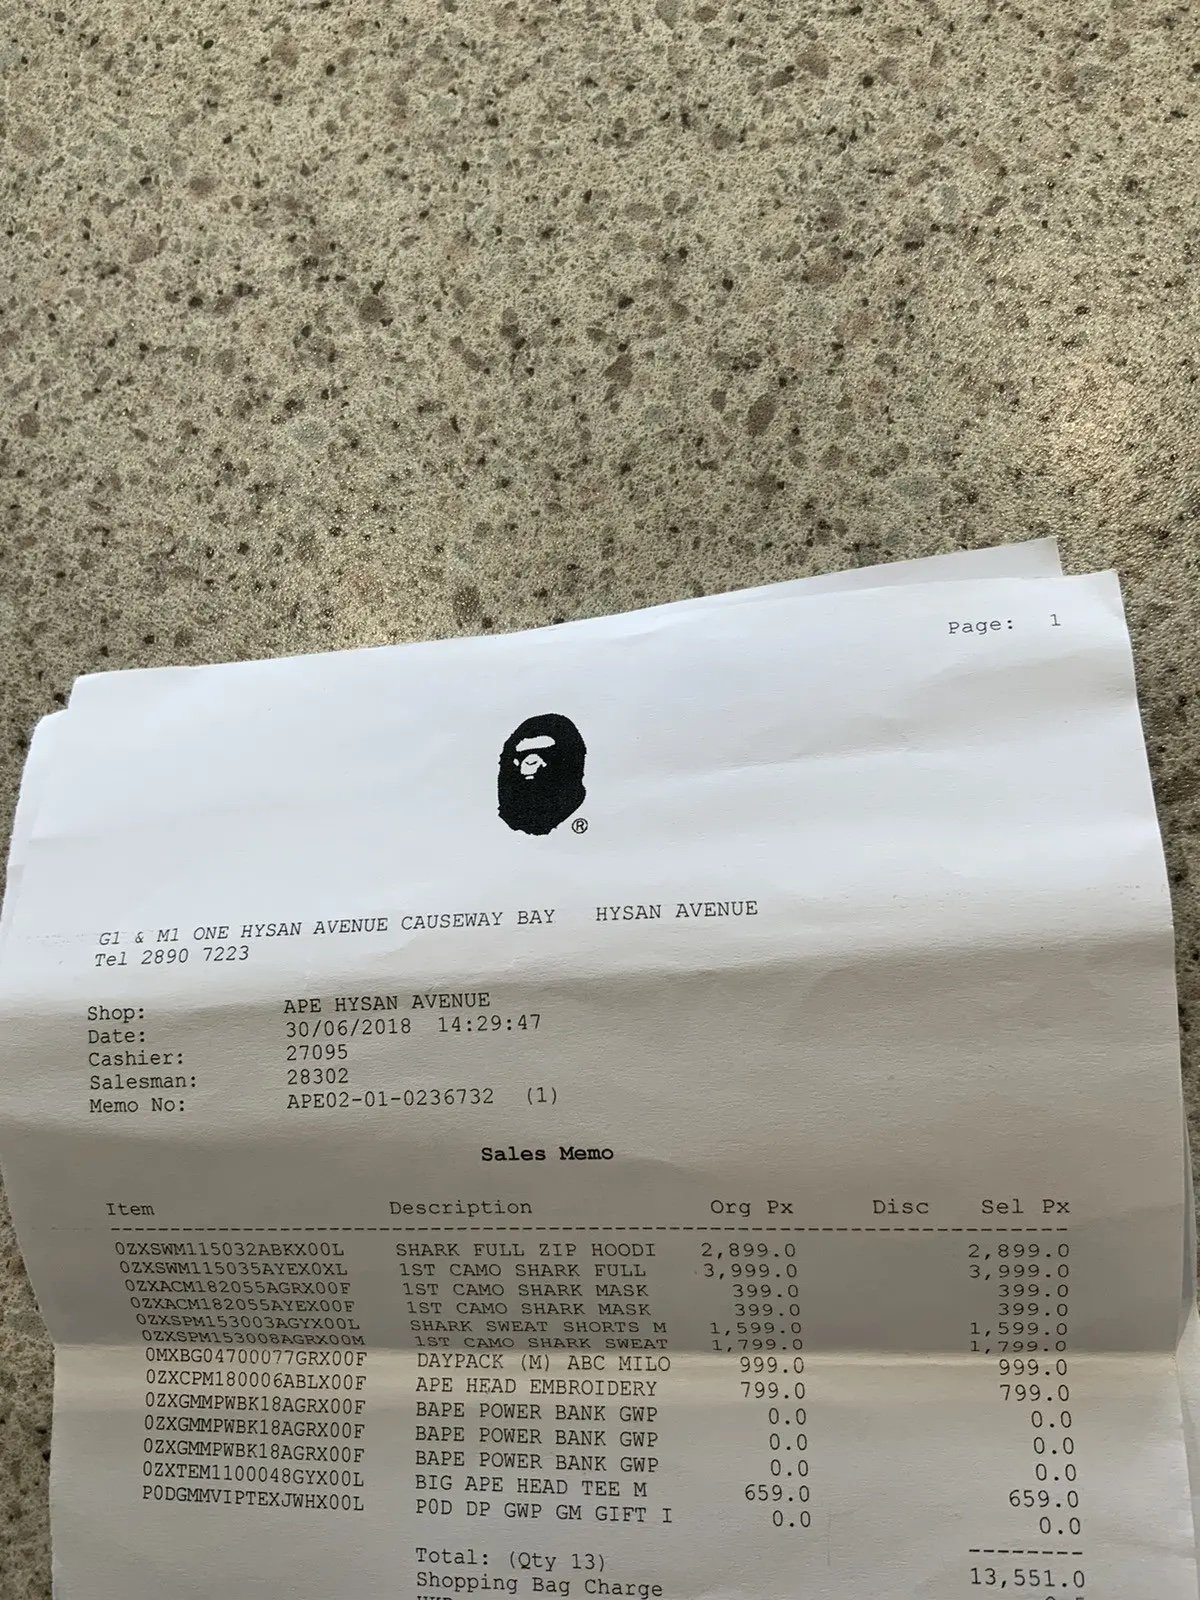 Page: 1
®
G1 & M1 ONE HYSAN AVENUE CAUSEWAY BAY HYSAN AVENUE
Tel 2890 7223
Shop: APE HYSAN AVENUE
Date: 30/06/2018 14:29:47
Cashier: 27095
Salesman: 28302
Memo No: APE02-01-0236732 (1)
Sales Memo
Item Description Org Px Disc Sel Px
0ZXSWM115032ABKX00L SHARK FULL ZIP HOODI 2,899.0 2,899.0
0ZXSWM115035AYEX0XL 1ST CAMO SHARK FULL 3,999.0 3,999.0
0ZXACM182055AGRX00F 1ST CAMO SHARK MASK 399.0 399.0
0ZXACM182055AYEX00F 1ST CAMO SHARK MASK 399.0 399.0
0ZXSPM153003AGYX00L SHARK SWEAT SHORTS M 1,599.0 1,599.0
0ZXSPM153008AGRX00M 1ST CAMO SHARK SWEAT 1,799.0 1,799.0
0MXBG04700077GRX00F DAYPACK (M) ABC MILO 999.0 999.0
0ZXCPM180006ABLX00F APE HEAD EMBROIDERY 799.0 799.0
0ZXGMMPWBK18AGRX00F BAPE POWER BANK GWP 0.0 0.0
0ZXGMMPWBK18AGRX00F BAPE POWER BANK GWP 0.0 0.0
0ZXGMMPWBK18AGRX00F BAPE POWER BANK GWP 0.0 0.0
0ZXTEM1100048GYX00L BIG APE HEAD TEE M 659.0 659.0
P0DGMMVIPTEXJWHX00L P0D DP GWP GM GIFT I 0.0 0.0
Total: (Qty 13) 13,551.0
Shopping Bag Charge